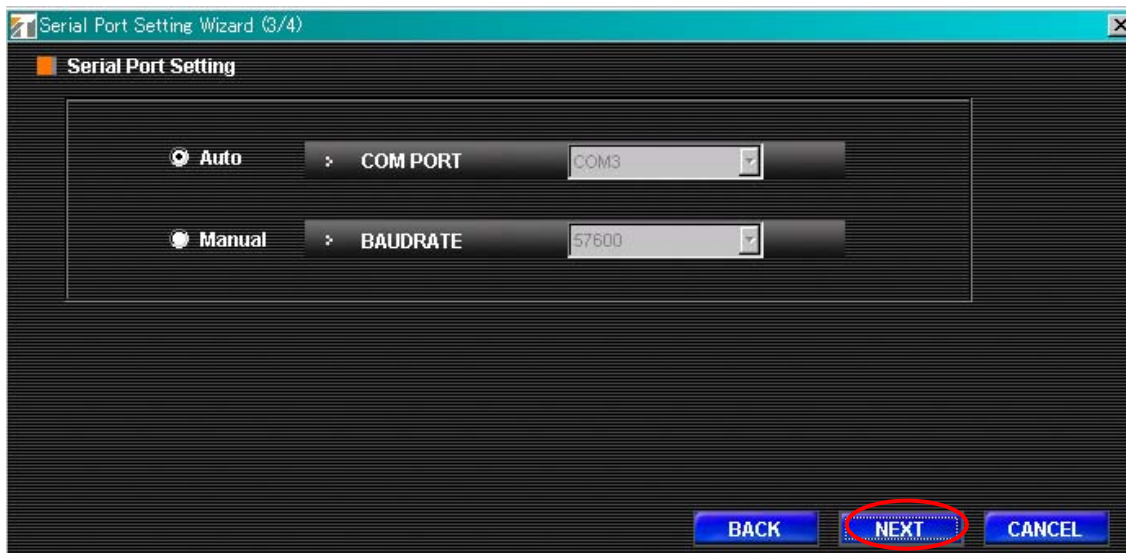 Serial Port Setting Wizard (3/4)
Serial Port Setting
Auto
COM PORT
COM3
Manual
BAUDRATE
57600
BACK
NEXT
CANCEL